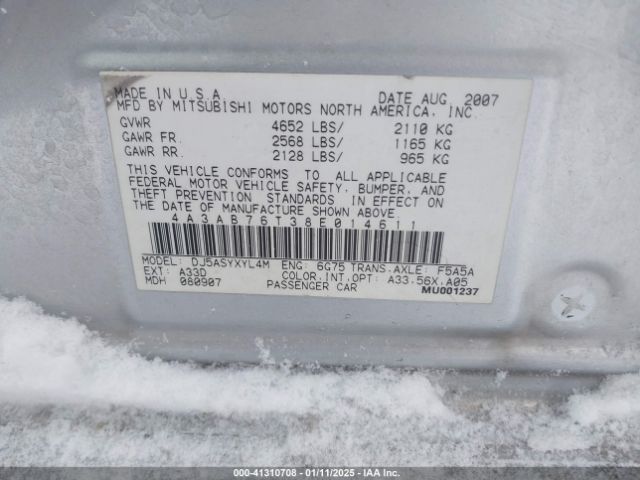 MADE IN U.S.A. DATE AUG. 2007
MFD BY MITSUBISHI MOTORS NORTH AMERICA, INC.
GVWR 4652 LBS/ 2110 KG
GAWR FR. 2568 LBS/ 1165 KG
GAWR RR. 2128 LBS/ 965 KG
THIS VEHICLE CONFORMS TO ALL APPLICABLE
FEDERAL MOTOR VEHICLE SAFETY, BUMPER, AND
THEFT PREVENTION STANDARDS IN EFFECT ON
THE DATE OF MANUFACTURE SHOWN ABOVE.
4A3AB76T38E014611
MODEL: DJ5ASYXYL4M ENG: 6G75 TRANS.AXLE: F5A5A
EXT: A33D COLOR.INT.OPT: A33.56X.A05
MDH 080907 PASSENGER CAR
MU001237
000-41310708 - 01/11/2025 - IAA Inc.